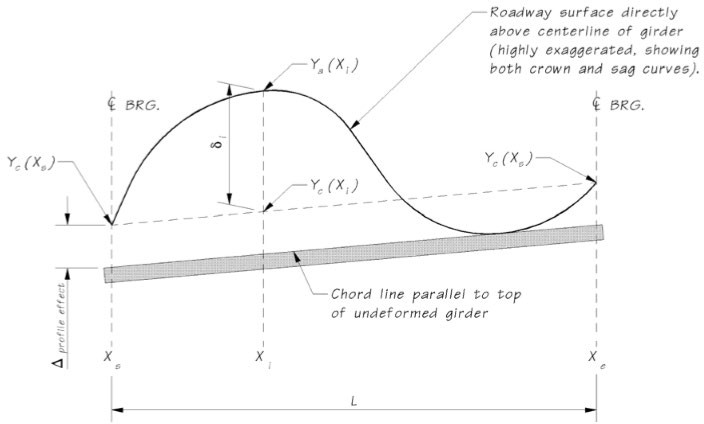 Roadway surface directly
above centerline of girder
(highly exaggerated, showing
both crown and sag curves).
Yₛ(Xᵢ)
℄ BRG.
℄ BRG.
δᵢ
Y꜀(Xₛ)
Y꜀(Xₛ)
Y꜀(Xᵢ)
Chord line parallel to top
of undeformed girder
Δ profile effect
Xₛ
Xᵢ
Xₑ
L